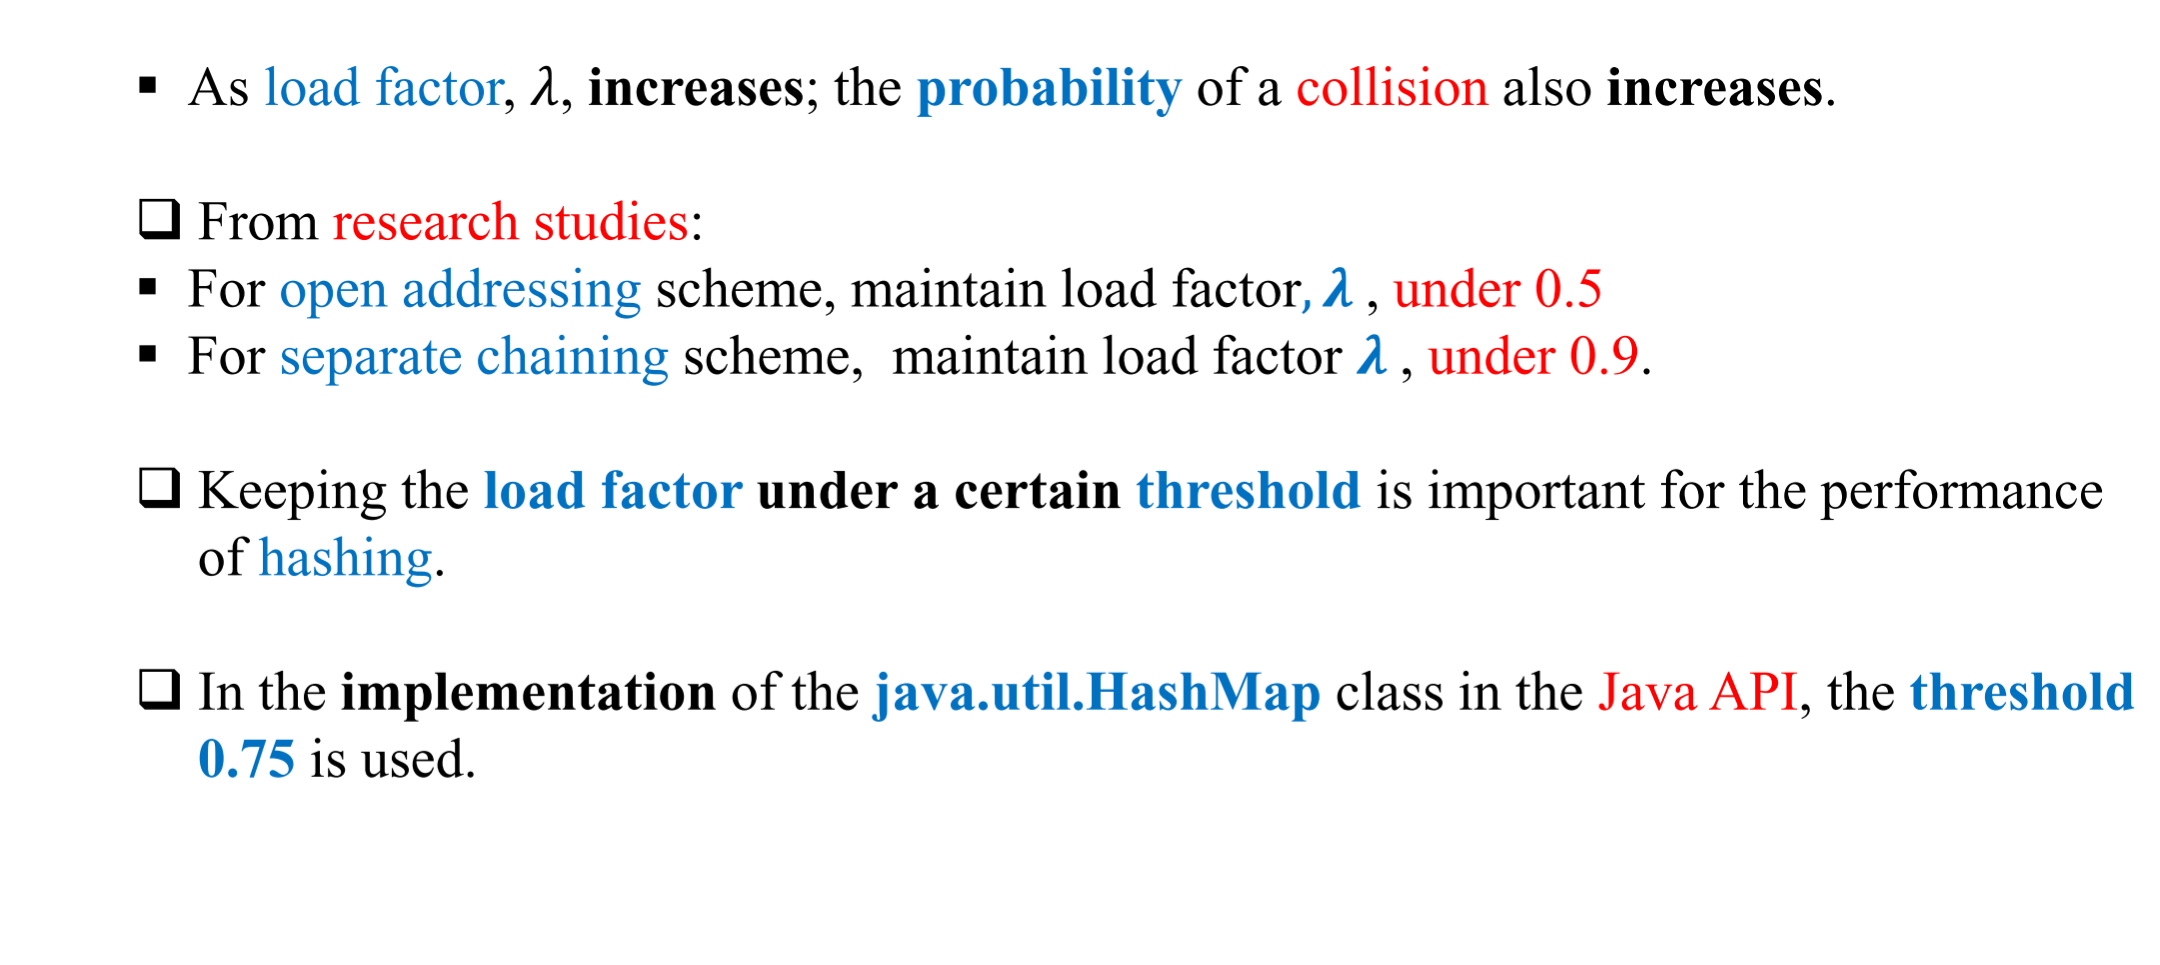 ▪ As load factor, λ, increases; the probability of a collision also increases.
❑ From research studies:
▪ For open addressing scheme, maintain load factor, λ , under 0.5
▪ For separate chaining scheme, maintain load factor λ , under 0.9.
❑ Keeping the load factor under a certain threshold is important for the performance
of hashing.
❑ In the implementation of the java.util.HashMap class in the Java API, the threshold
0.75 is used.